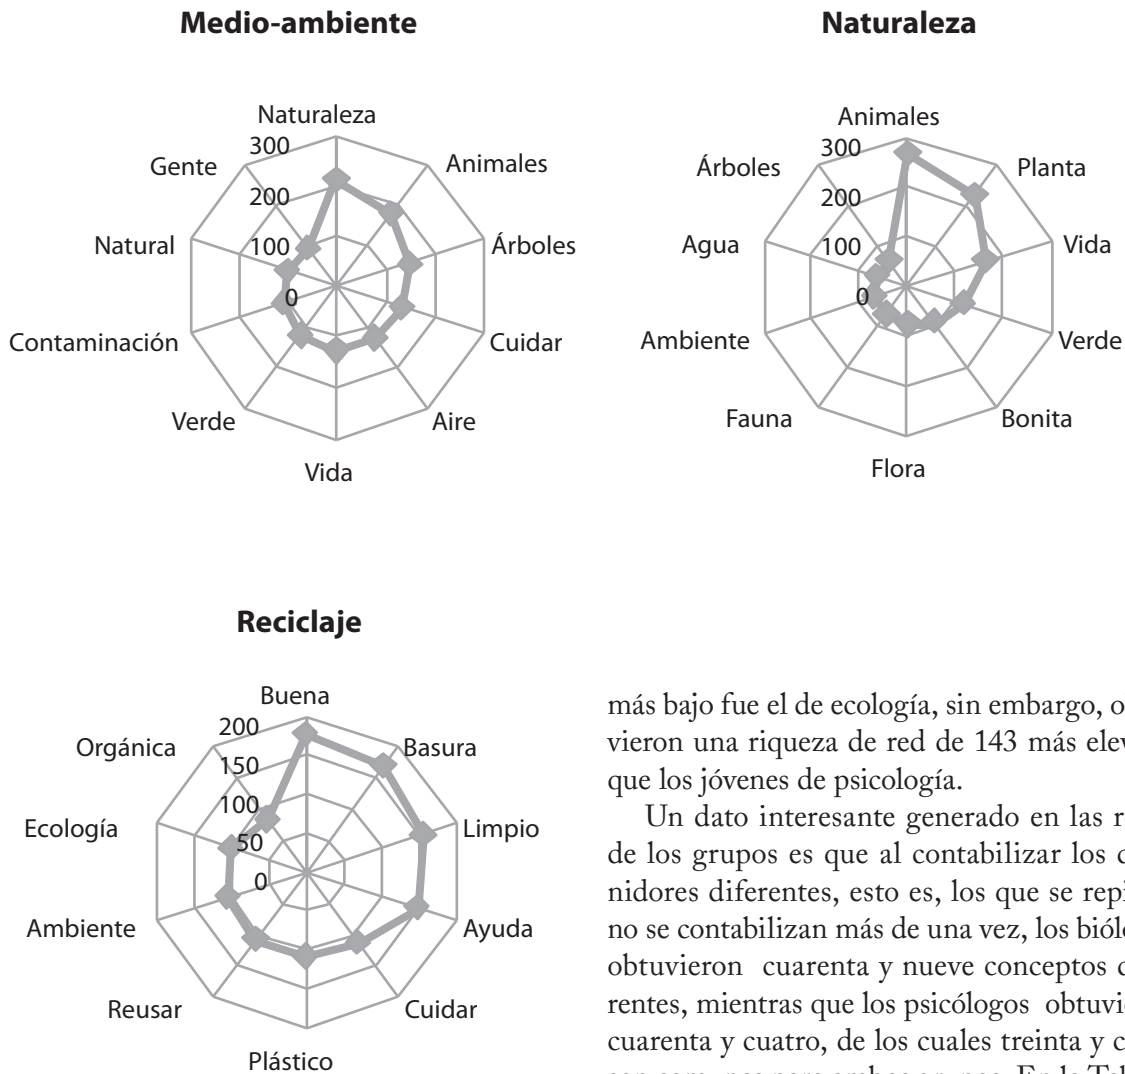 Medio-ambiente
Naturaleza
300
Gente
Animales
200
Natural
100
Árboles
0
Contaminación
Cuidar
Verde
Aire
Vida
Naturaleza
Animales
300
Árboles
Planta
200
Agua
100
Vida
0
Ambiente
Verde
Fauna
Bonita
Flora
Reciclaje
Buena
200
Orgánica
Basura
150
100
Ecología
50
Limpio
0
Ambiente
Ayuda
Reusar
Cuidar
Plástico
más bajo fue el de ecología, sin embargo, o
vieron una riqueza de red de 143 más elev
que los jóvenes de psicología.
Un dato interesante generado en las r
de los grupos es que al contabilizar los d
nidores diferentes, esto es, los que se repi
no se contabilizan más de una vez, los biól
obtuvieron cuarenta y nueve conceptos d
rentes, mientras que los psicólogos obtuvi
cuarenta y cuatro, de los cuales treinta y c